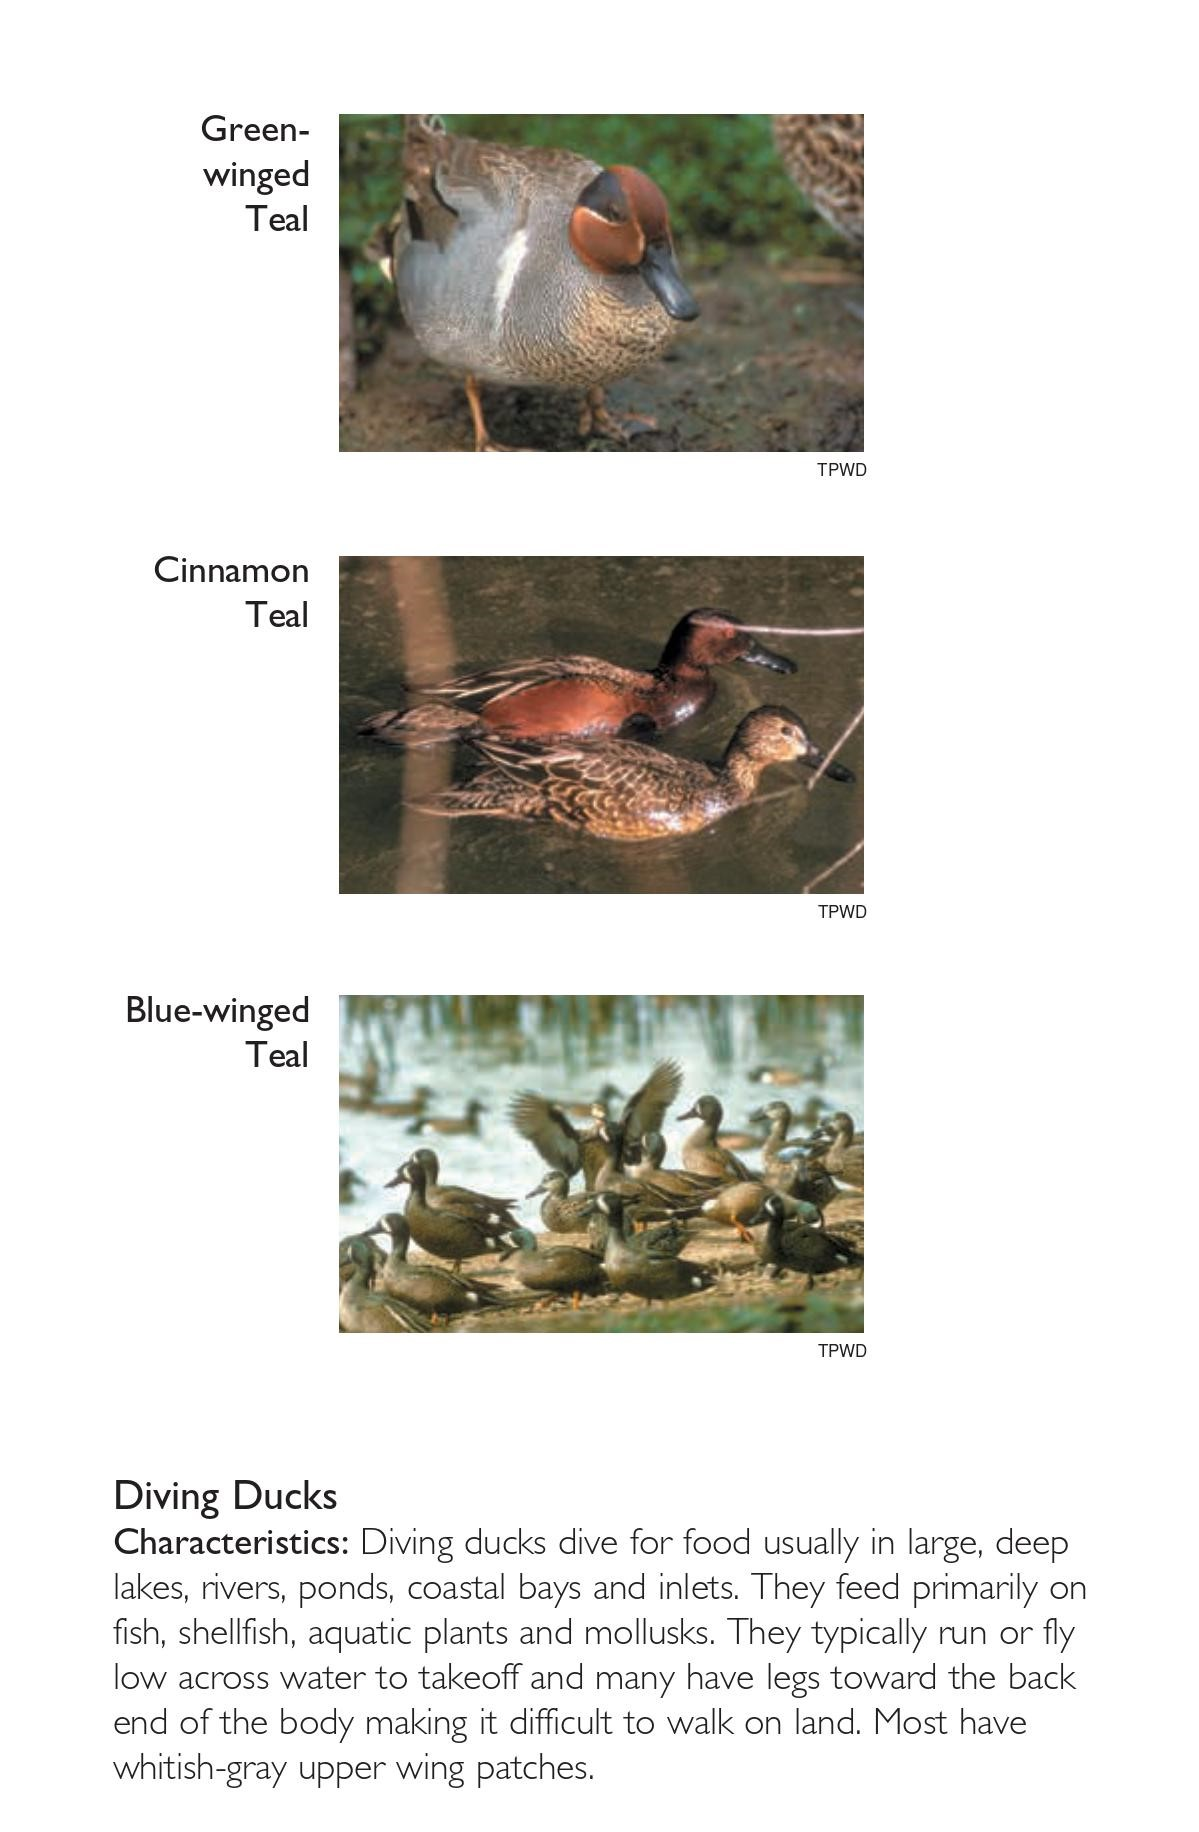 Green-
winged
Teal
TPWD
Cinnamon
Teal
TPWD
Blue-winged
Teal
TPWD
Diving Ducks
Characteristics: Diving ducks dive for food usually in large, deep
lakes, rivers, ponds, coastal bays and inlets. They feed primarily on
fish, shellfish, aquatic plants and mollusks. They typically run or fly
low across water to takeoff and many have legs toward the back
end of the body making it difficult to walk on land. Most have
whitish-gray upper wing patches.